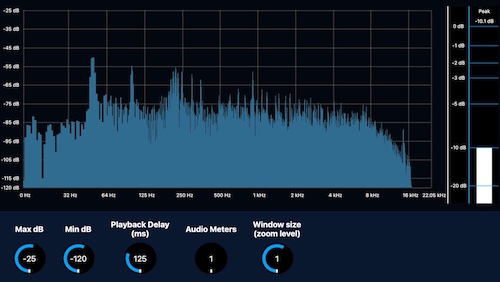 -25 dB
-35 dB
-45 dB
-55 dB
-65 dB
-75 dB
-85 dB
-95 dB
-105 dB
-115 dB
-120 dB
0 Hz 32 Hz 64 Hz 125 Hz 250 Hz 500 Hz 1 kHz 2 kHz 4 kHz 8 kHz 16 kHz 22.05 kHz
Peak
-10.1 dB
0 dB
-1 dB
-2 dB
-3 dB
-5 dB
-10 dB
-20 dB
Max dB
-25
Min dB
-120
Playback Delay
(ms)
125
Audio Meters
1
Window size
(zoom level)
1